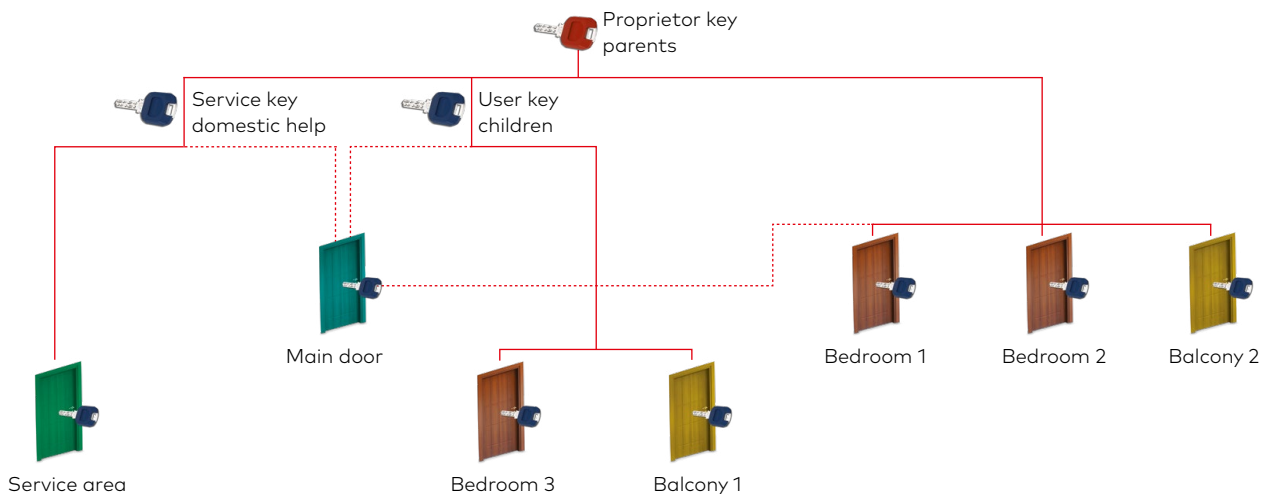 Proprietor key
parents
Service key
domestic help
User key
children
Main door
Bedroom 1
Bedroom 2
Balcony 2
Service area
Bedroom 3
Balcony 1